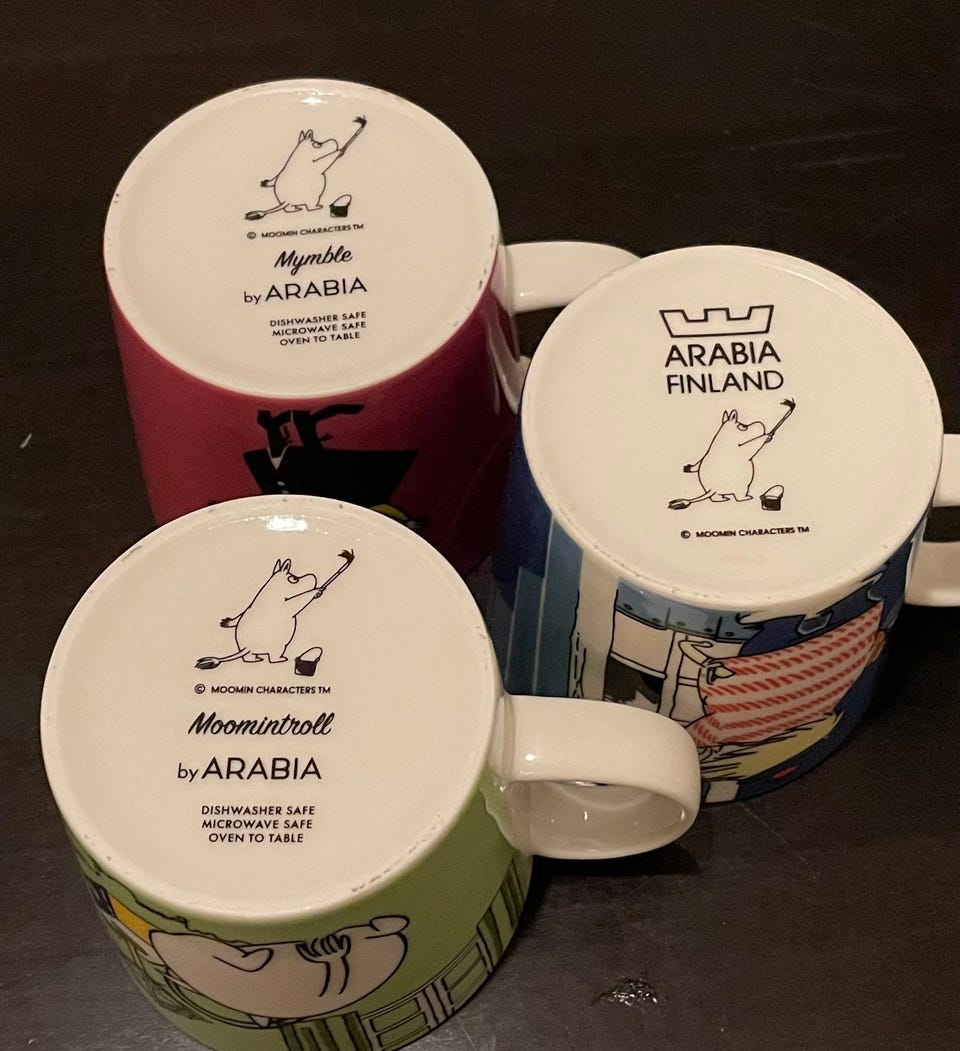 © MOOMIN CHARACTERS TM
Mymble
by ARABIA
DISHWASHER SAFE
MICROWAVE SAFE
OVEN TO TABLE
ARABIA
FINLAND
© MOOMIN CHARACTERS TM
© MOOMIN CHARACTERS TM
Moomintroll
by ARABIA
DISHWASHER SAFE
MICROWAVE SAFE
OVEN TO TABLE